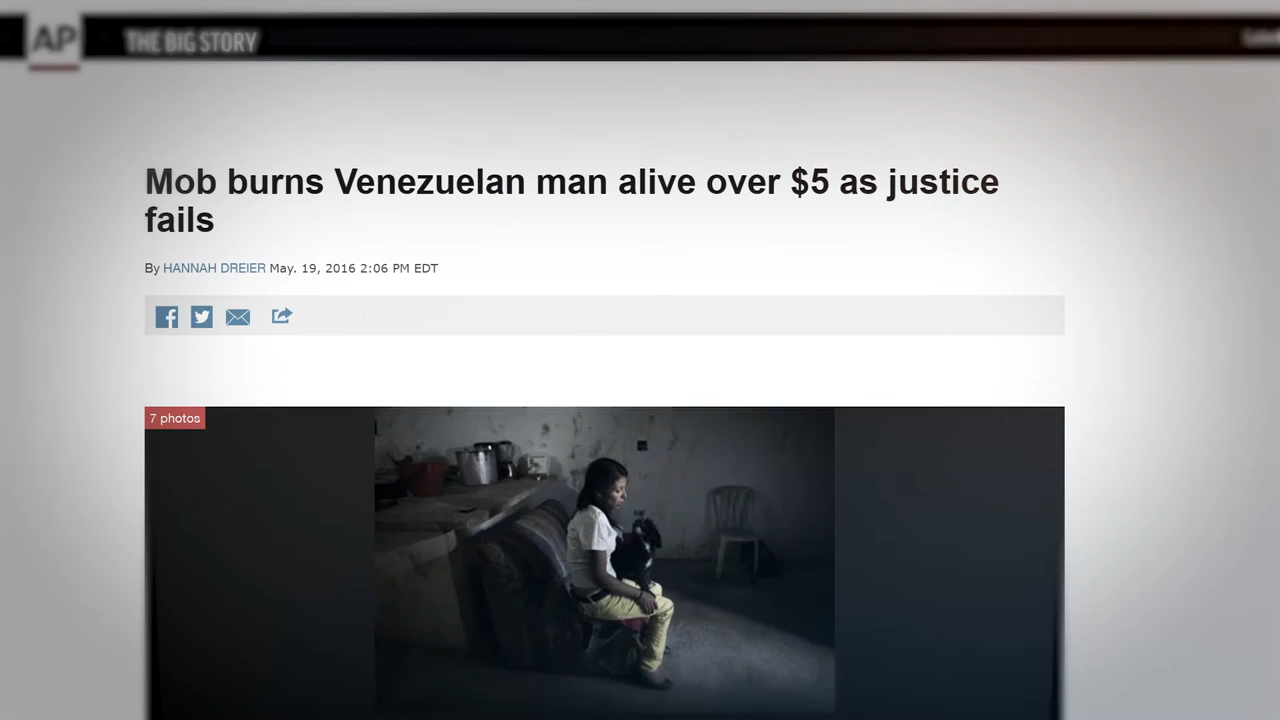 AP
THE BIG STORY
Mob burns Venezuelan man alive over $5 as justice
fails
By HANNAH DREIER May. 19, 2016 2:06 PM EDT
7 photos